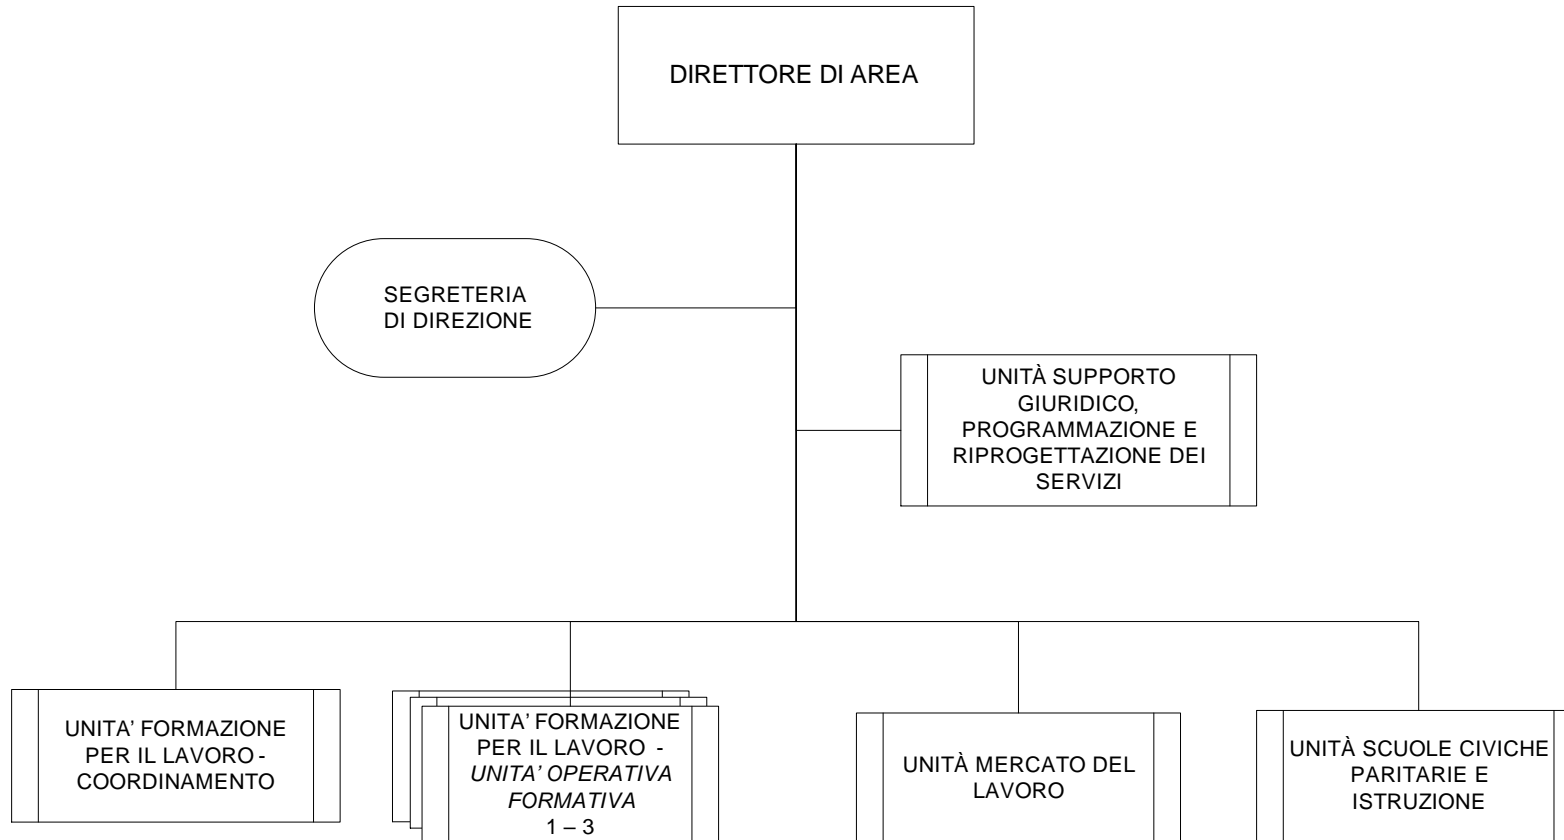 DIRETTORE DI AREA
SEGRETERIA
DI DIREZIONE
UNITÀ SUPPORTO
GIURIDICO,
PROGRAMMAZIONE E
RIPROGETTAZIONE DEI
SERVIZI
UNITA' FORMAZIONE
PER IL LAVORO -
COORDINAMENTO
UNITA' FORMAZIONE
PER IL LAVORO -
UNITA' OPERATIVA
FORMATIVA
1 – 3
UNITÀ MERCATO DEL
LAVORO
UNITÀ SCUOLE CIVICHE
PARITARIE E
ISTRUZIONE